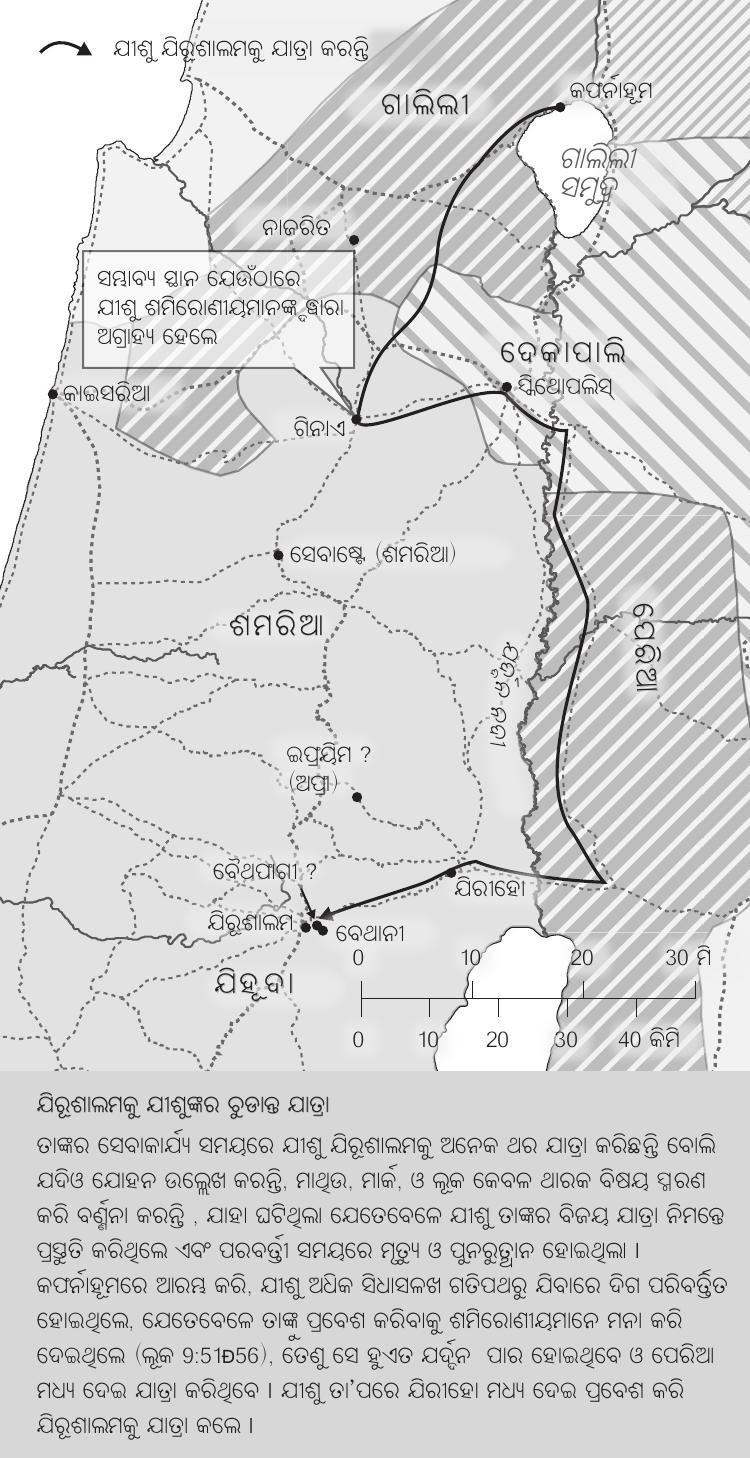 ଯୀଶୁ ଯିରୂଶାଲମକୁ ଯାତ୍ରା କରନ୍ତି
କଫର୍ନାହୂମ
ଗାଲିଲୀ
ଗାଲିଲୀ
ସମୁଦ୍ର
ନାଜରିତ
ସମ୍ଭାବ୍ୟ ସ୍ଥାନ ଯେଉଁଠାରେ
ଯୀଶୁ ଶମିରୋଣୀୟମାନଙ୍କ ଦ୍ୱାରା
ଅଗ୍ରାହ୍ୟ ହେଲେ
ଦେକାପାଲି
ସ୍କିଥୋପଲିସ୍
କାଇସରିଆ
ଗିନାଏ
ସେବାଷ୍ଟେ (ଶମରିଆ)
ଶମରିଆ
ପେରିଆ
ଯର୍ଦ୍ଦନ ନଦୀ
ଇଫ୍ରୟିମ ?
(ଅଫ୍ରା)
ବୈଥଫାଗୀ ?
ଯିରୀହୋ
ଯିରୂଶାଲମ
ବେଥାନୀ
ଯିହୂଦା
0 10 20 30 ମି
0 10 20 30 40 କିମି
ଯିରୂଶାଲମକୁ ଯୀଶୁଙ୍କର ଚୁଡାନ୍ତ ଯାତ୍ରା
ତାଙ୍କର ସେବାକାର୍ଯ୍ୟ ସମୟରେ ଯୀଶୁ ଯିରୂଶାଲମକୁ ଅନେକ ଥର ଯାତ୍ରା କରିଛନ୍ତି ବୋଲି
ଯଦିଓ ଯୋହନ ଉଲ୍ଲେଖ କରନ୍ତି, ମାଥିଉ, ମାର୍କ, ଓ ଲୂକ କେବଳ ଥାରକ ବିଷୟ ସ୍ମରଣ
କରି ବର୍ଣ୍ଣନା କରନ୍ତି , ଯାହା ଘଟିଥିଲା ଯେତେବେଳେ ଯୀଶୁ ତାଙ୍କର ବିଜୟ ଯାତ୍ରା ନିମନ୍ତେ
ପ୍ରସ୍ତୁତି କରିଥିଲେ ଏବଂ ପରବର୍ତ୍ତୀ ସମୟରେ ମୃତ୍ୟୁ ଓ ପୁନରୁତ୍ଥାନ ହୋଇଥିଲା ।
କଫର୍ନାହୂମରେ ଆରମ୍ଭ କରି, ଯୀଶୁ ଅଧିକ ସିଧାସଳଖ ଗତିପଥରୁ ଯିବାରେ ଦିଗ ପରିବର୍ତ୍ତିତ
ହୋଇଥିଲେ, ଯେତେବେଳେ ତାଙ୍କୁ ପ୍ରବେଶ କରିବାକୁ ଶମିରୋଣୀୟମାନେ ମନା କରି
ଦେଇଥିଲେ (ଲୂକ 9:51Đ56), ତେଣୁ ସେ ହୁଏତ ଯର୍ଦ୍ଦନ ପାର ହୋଇଥିବେ ଓ ପେରିଆ
ମଧ୍ୟ ଦେଇ ଯାତ୍ରା କରିଥିବେ । ଯୀଶୁ ତା'ପରେ ଯିରୀହୋ ମଧ୍ୟ ଦେଇ ପ୍ରବେଶ କରି
ଯିରୂଶାଲମକୁ ଯାତ୍ରା କଲେ ।